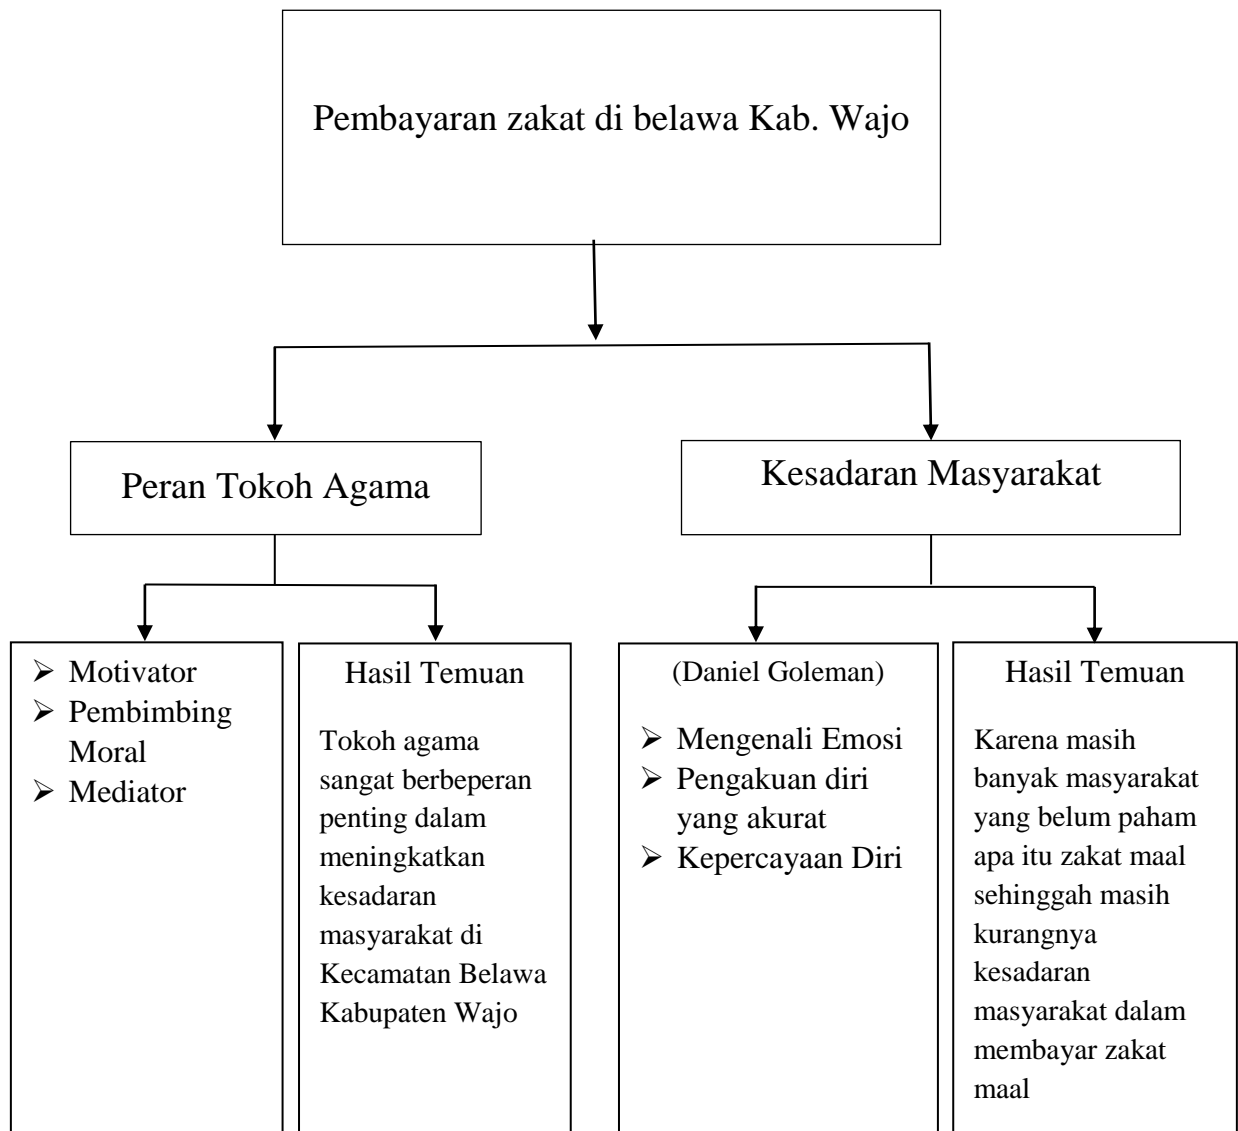 Pembayaran zakat di belawa Kab. Wajo
Peran Tokoh Agama
Kesadaran Masyarakat
➢ Motivator
➢ Pembimbing
Moral
➢ Mediator
Hasil Temuan
Tokoh agama
sangat berbeperan
penting dalam
meningkatkan
kesadaran
masyarakat di
Kecamatan Belawa
Kabupaten Wajo
(Daniel Goleman)
➢ Mengenali Emosi
➢ Pengakuan diri
yang akurat
➢ Kepercayaan Diri
Hasil Temuan
Karena masih
banyak masyarakat
yang belum paham
apa itu zakat maal
sehinggah masih
kurangnya
kesadaran
masyarakat dalam
membayar zakat
maal